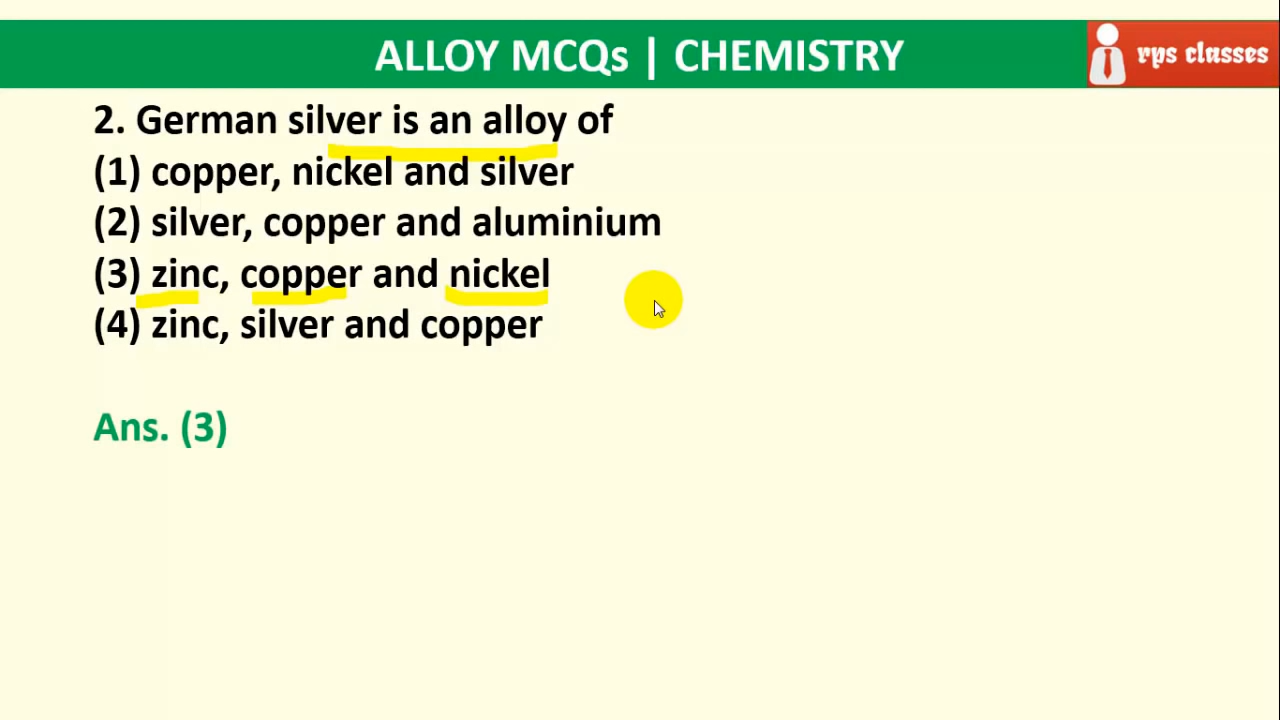 ALLOY MCQs | CHEMISTRY
rps classes
2. German silver is an alloy of
(1) copper, nickel and silver
(2) silver, copper and aluminium
(3) zinc, copper and nickel
(4) zinc, silver and copper
Ans. (3)